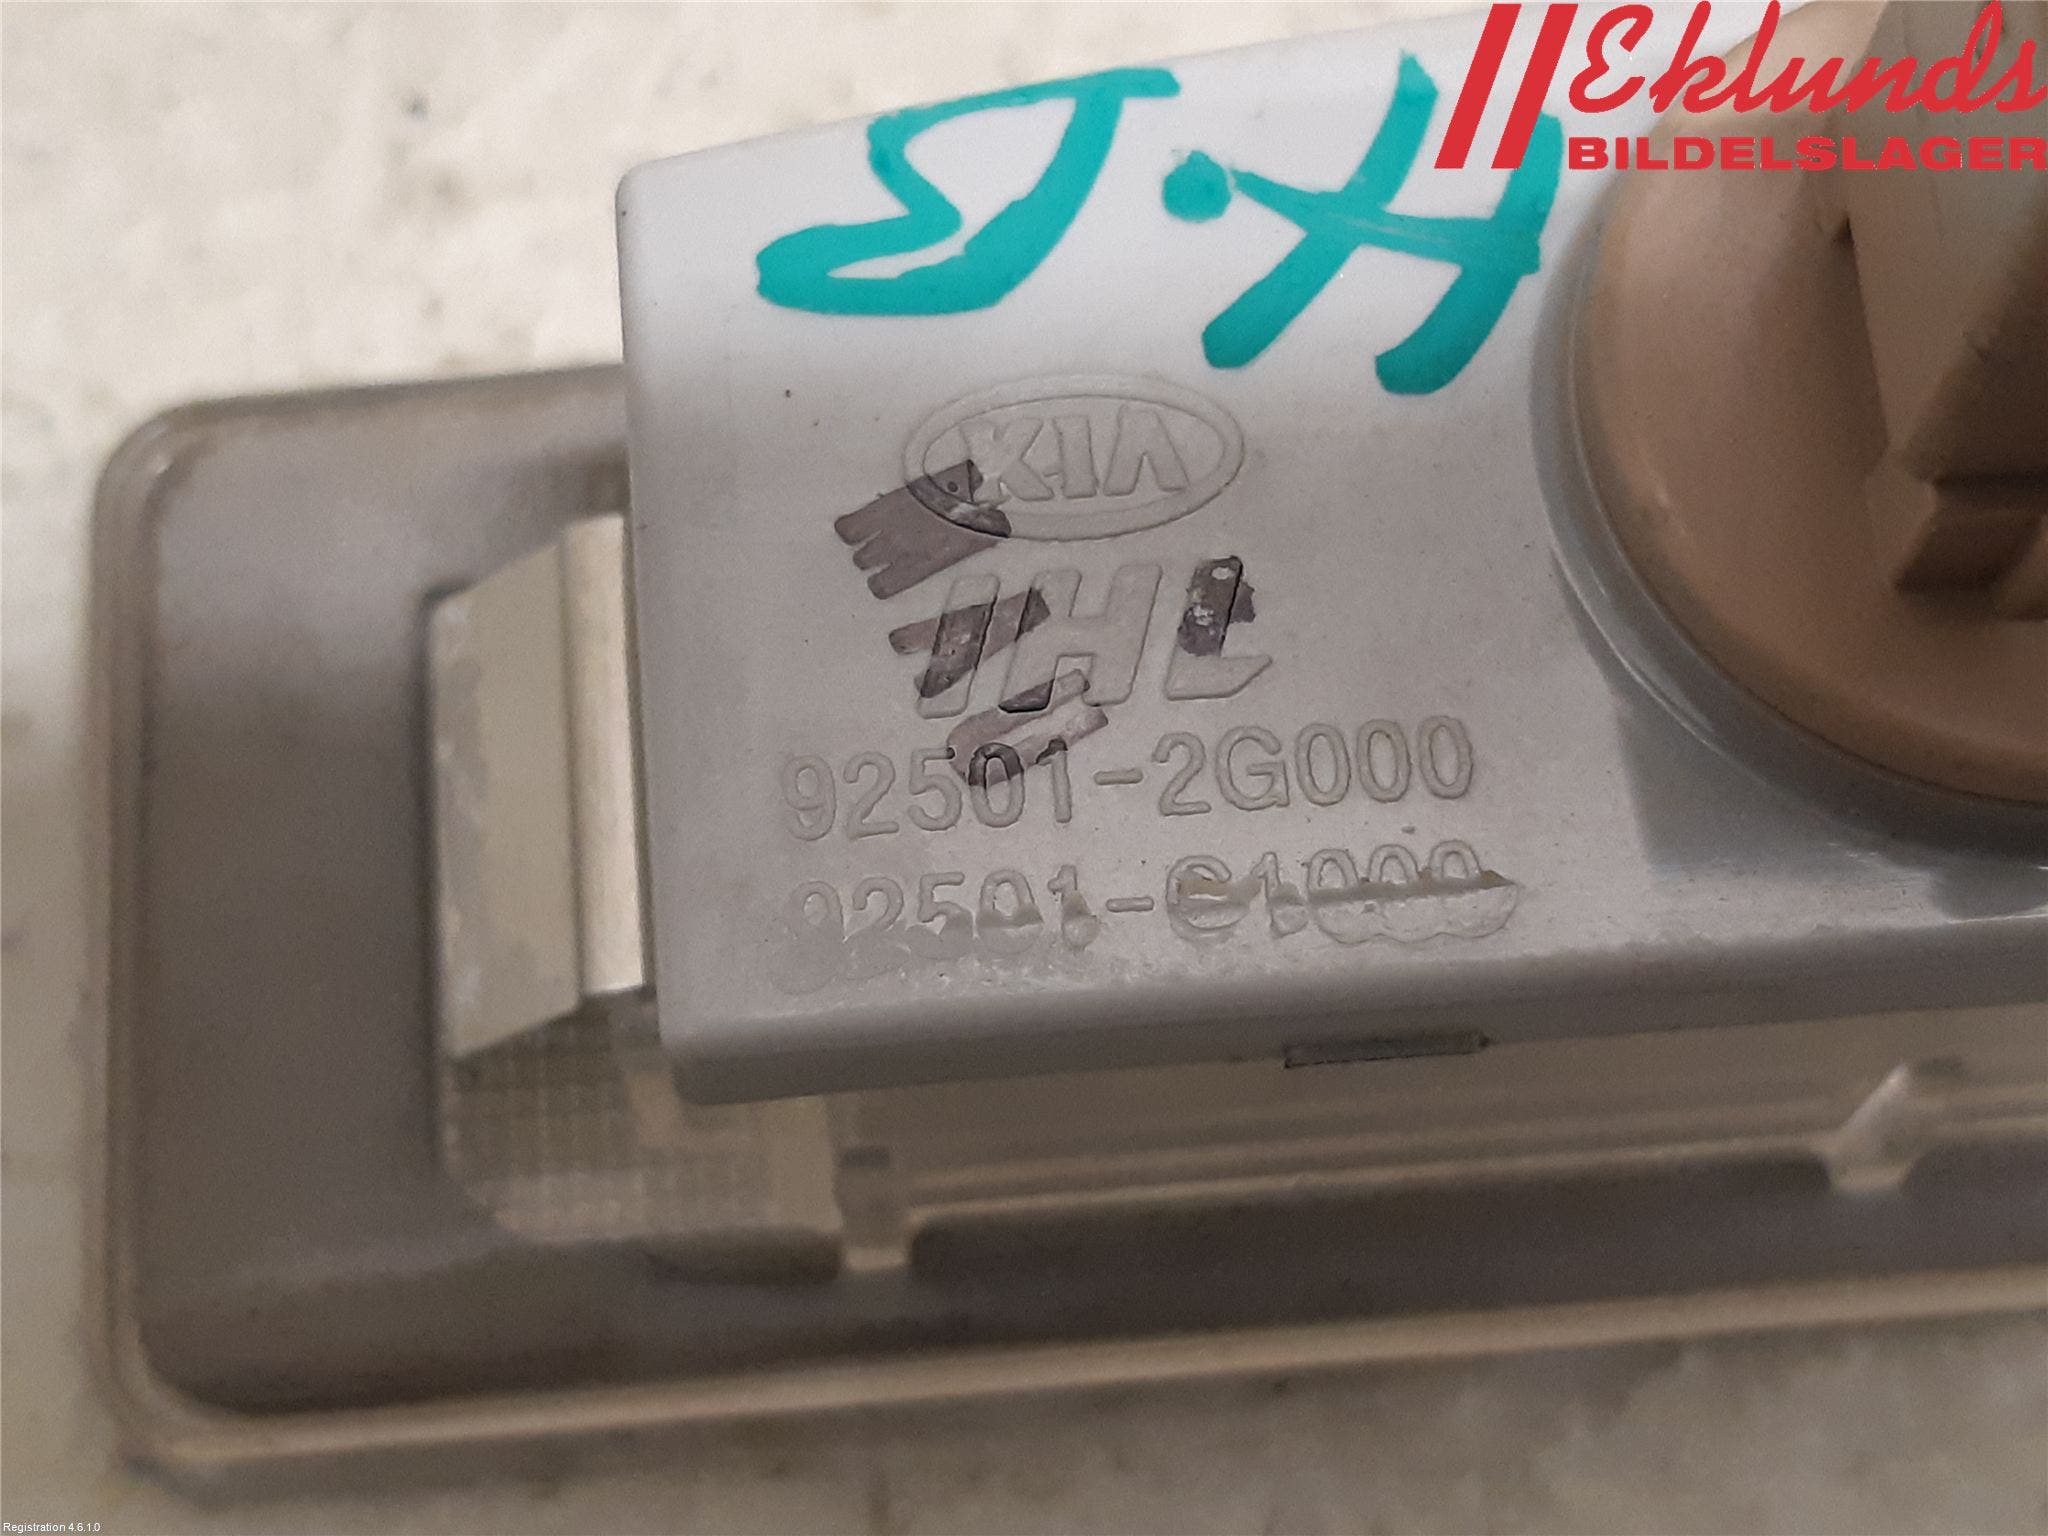 Eklunds
BILDELSLAGER
H.B
KIA
IHL
92501-2G000
Registration 4.6.1.0